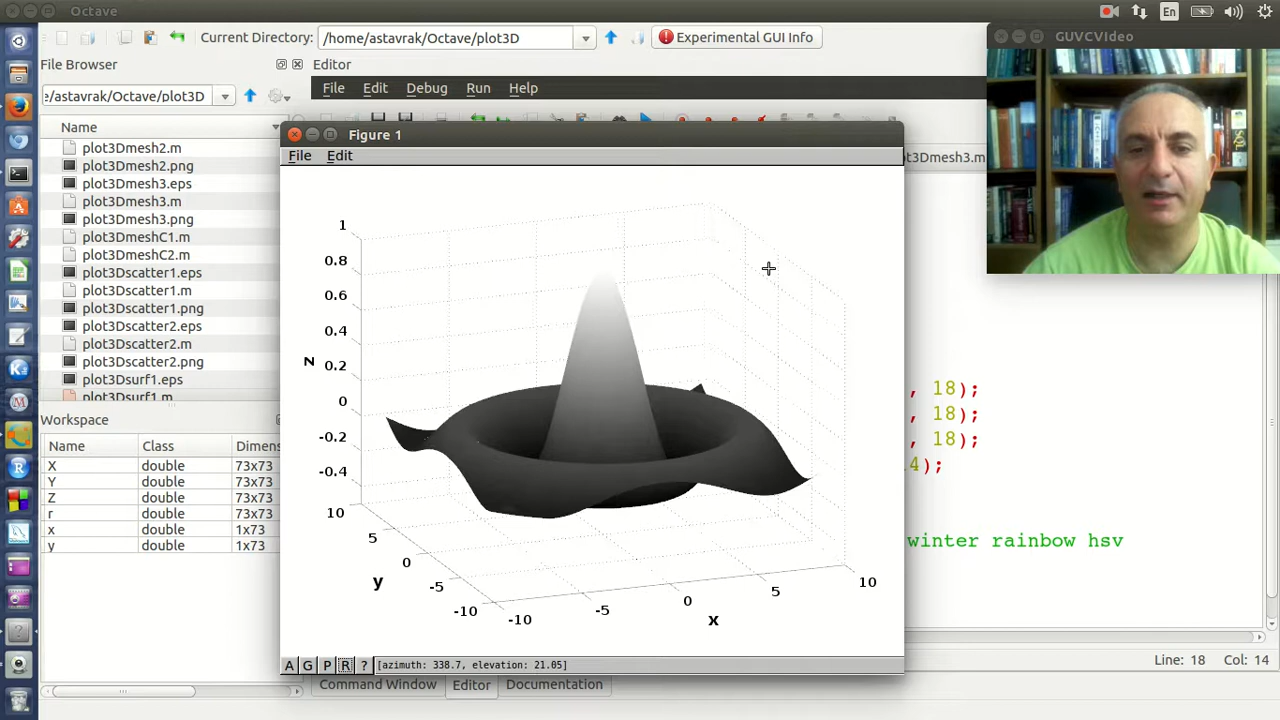 Octave
En
Current Directory:
/home/astavrak/Octave/plot3D
Experimental GUI Info
GUVCVIdeo
File Browser
Editor
e/astavrak/Octave/plot3D
File Edit Debug Run Help
Name
plot3Dmesh2.m
plot3Dmesh2.png
plot3Dmesh3.eps
plot3Dmesh3.m
plot3Dmesh3.png
plot3DmeshC1.m
plot3DmeshC2.m
plot3Dscatter1.eps
plot3Dscatter1.m
plot3Dscatter1.png
plot3Dscatter2.eps
plot3Dscatter2.m
plot3Dscatter2.png
plot3Dsurf1.eps
plot3Dsurf1.m
Workspace
Name Class Dimens
X double 73x73
Y double 73x73
Z double 73x73
r double 73x73
x double 1x73
y double 1x73
Figure 1
File Edit
1
0.8
0.6
0.4
0.2
0
-0.2
-0.4
z
10
5
0
-5
-10
y
-10
-5
0
5
10
x
A G P R ? [azimuth: 338.7, elevation: 21.05]
ot3Dmesh3.m
, 18);
, 18);
, 18);
4);
winter rainbow hsv
Line: 18 Col: 14
Command Window Editor Documentation
SQL